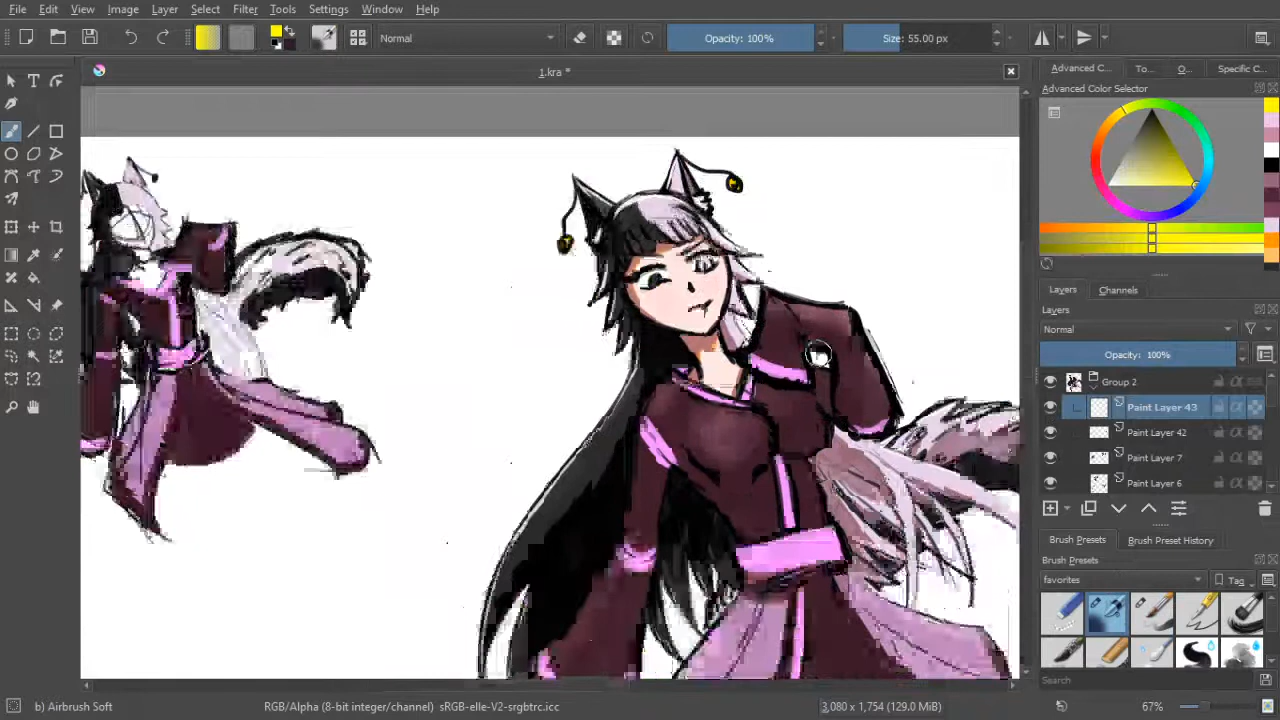 File Edit View Image Layer Select Filter Tools Settings Window Help
Normal
Opacity: 100%
Size: 55.00 px
1.kra *
Advanced C...
To...
O...
Specific C...
Advanced Color Selector
Layers
Channels
Layers
Normal
Opacity: 100%
Group 2
Paint Layer 43
Paint Layer 42
Paint Layer 7
Paint Layer 6
Brush Presets
Brush Preset History
Brush Presets
favorites
Tag
Search
b) Airbrush Soft
RGB/Alpha (8-bit integer/channel) sRGB-elle-V2-srgbtrc.icc
3,080 x 1,754 (129.0 MiB)
67%